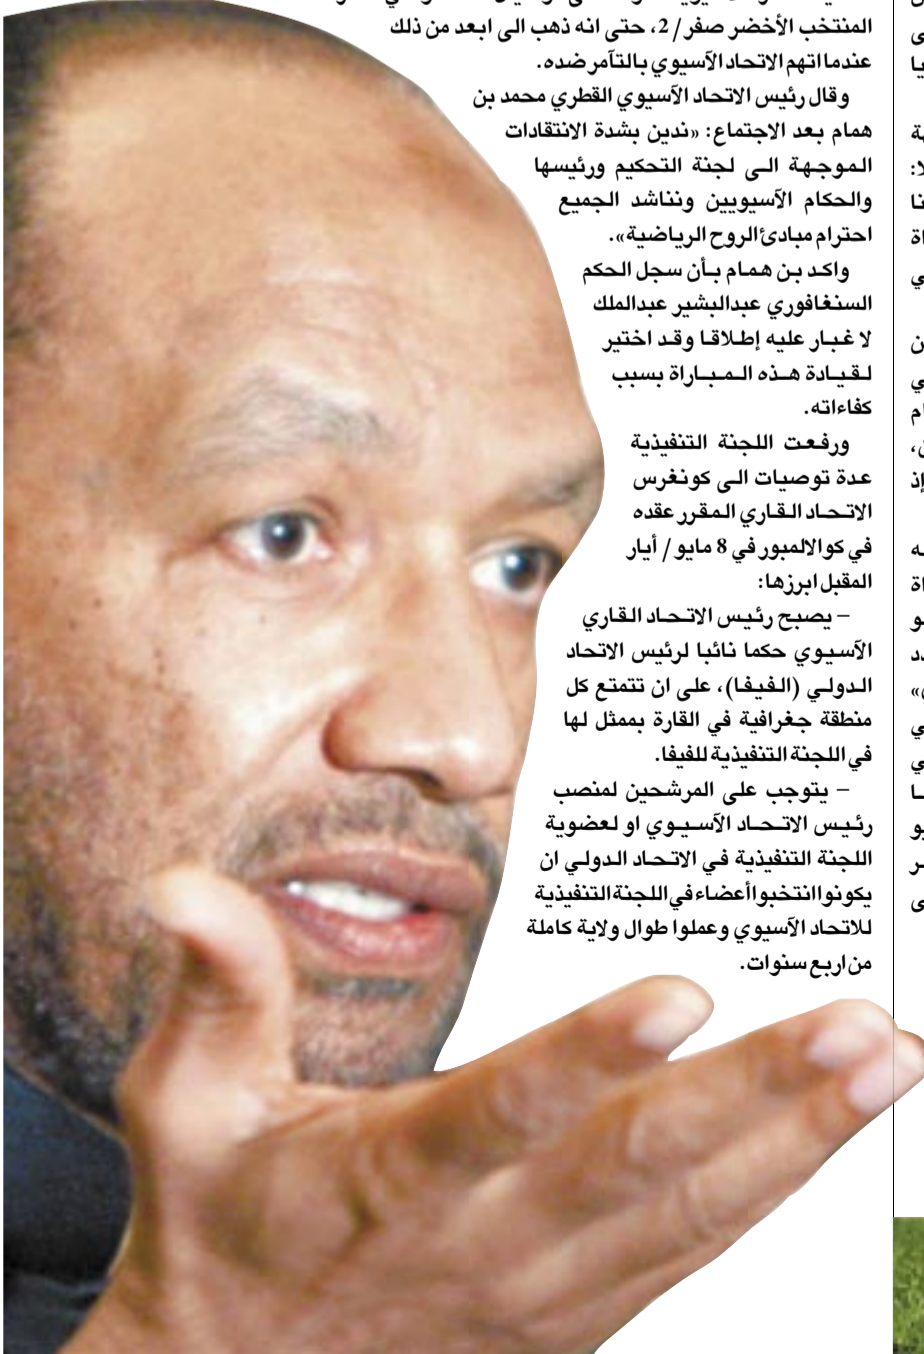 المنتخب الأخضر صفر/ 2، حتى انه ذهب الى ابعد من ذلك
عندما اتهم الاتحاد الآسيوي بالتآمر ضده.
وقال رئيس الاتحاد الآسيوي القطري محمد بن
همام بعد الاجتماع: «ندين بشدة الانتقادات
الموجهة الى لجنة التحكيم ورئيسها
والحكام الآسيويين ونناشد الجميع
احترام مبادئ الروح الرياضية».
واكد بن همام بأن سجل الحكم
السنغافوري عبدالبشير عبدالملك
لا غبار عليه إطلاقا وقد اختير
لقيادة هذه المباراة بسبب
كفاءاته.
ورفعت اللجنة التنفيذية
عدة توصيات الى كونغرس
الاتحاد القاري المقرر عقده
في كوالالمبور في 8 مايو/ أيار
المقبل ابرزها:
– يصبح رئيس الاتحاد القاري
الآسيوي حكما نائبا لرئيس الاتحاد
الدولي (الفيفا)، على ان تتمتع كل
منطقة جغرافية في القارة بممثل لها
في اللجنة التنفيذية للفيفا.
– يتوجب على المرشحين لمنصب
رئيس الاتحاد الآسيوي او لعضوية
اللجنة التنفيذية في الاتحاد الدولي ان
يكونوا انتخبوا أعضاء في اللجنة التنفيذية
للاتحاد الآسيوي وعملوا طوال ولاية كاملة
من اربع سنوات.